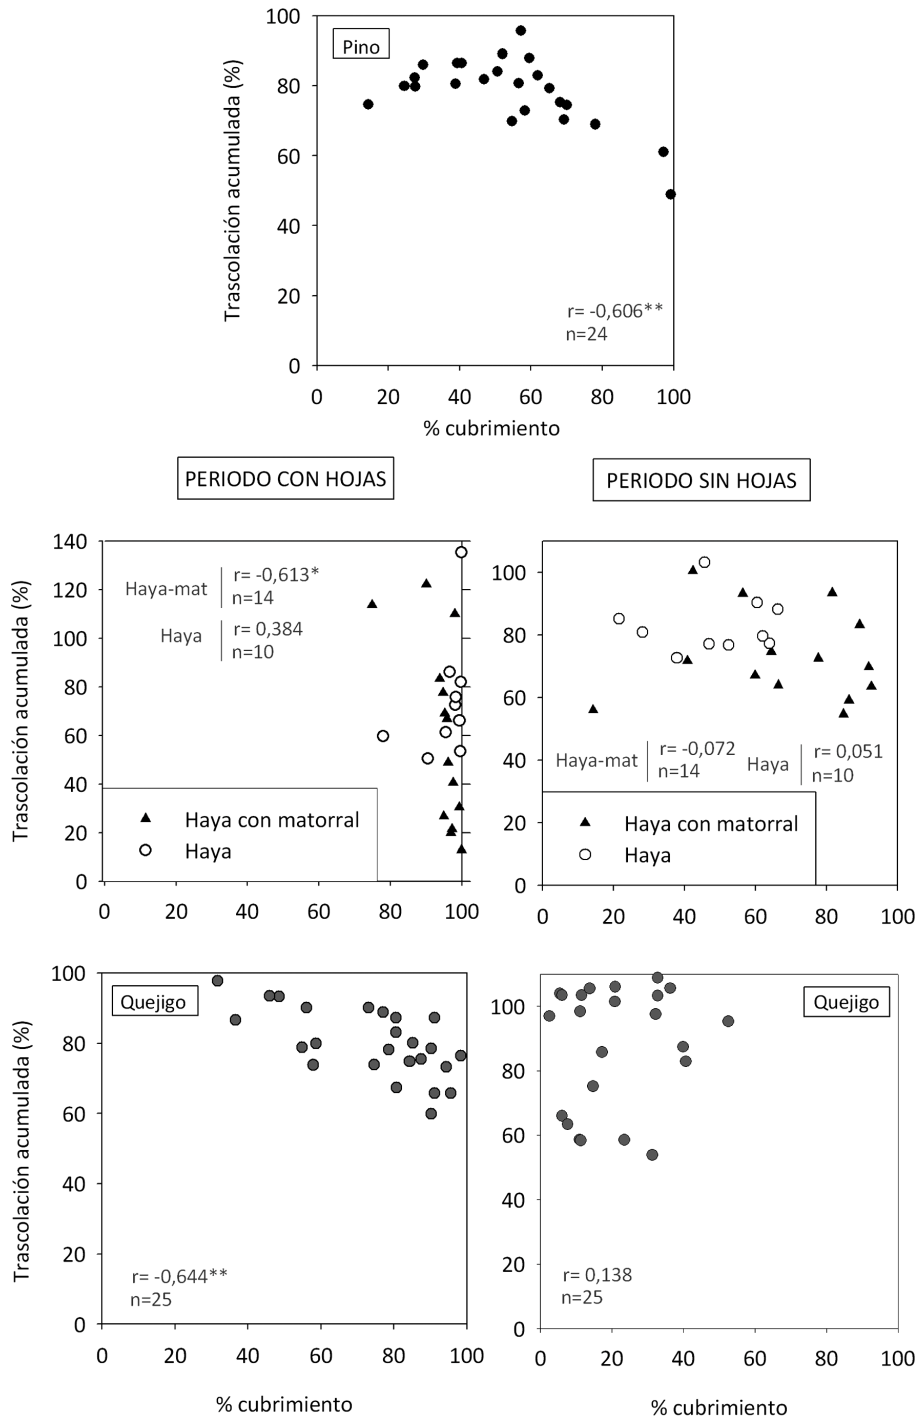 100
80
60
40
20
0
Trascolación acumulada (%)
Pino
r= -0,606**
n=24
0 20 40 60 80 100
% cubrimiento
PERIODO CON HOJAS
PERIODO SIN HOJAS
140
120
100
80
60
40
20
0
Trascolación acumulada (%)
Haya-mat
r= -0,613*
n=14
Haya
r= 0,384
n=10
Haya con matorral
Haya
0 20 40 60 80 100
100
80
60
40
20
0
Haya-mat
r= -0,072
n=14
Haya
r= 0,051
n=10
Haya con matorral
Haya
0 20 40 60 80 100
100
80
60
40
20
0
Trascolación acumulada (%)
Quejigo
r= -0,644**
n=25
0 20 40 60 80 100
% cubrimiento
100
80
60
40
20
0
Quejigo
r= 0,138
n=25
0 20 40 60 80 100
% cubrimiento